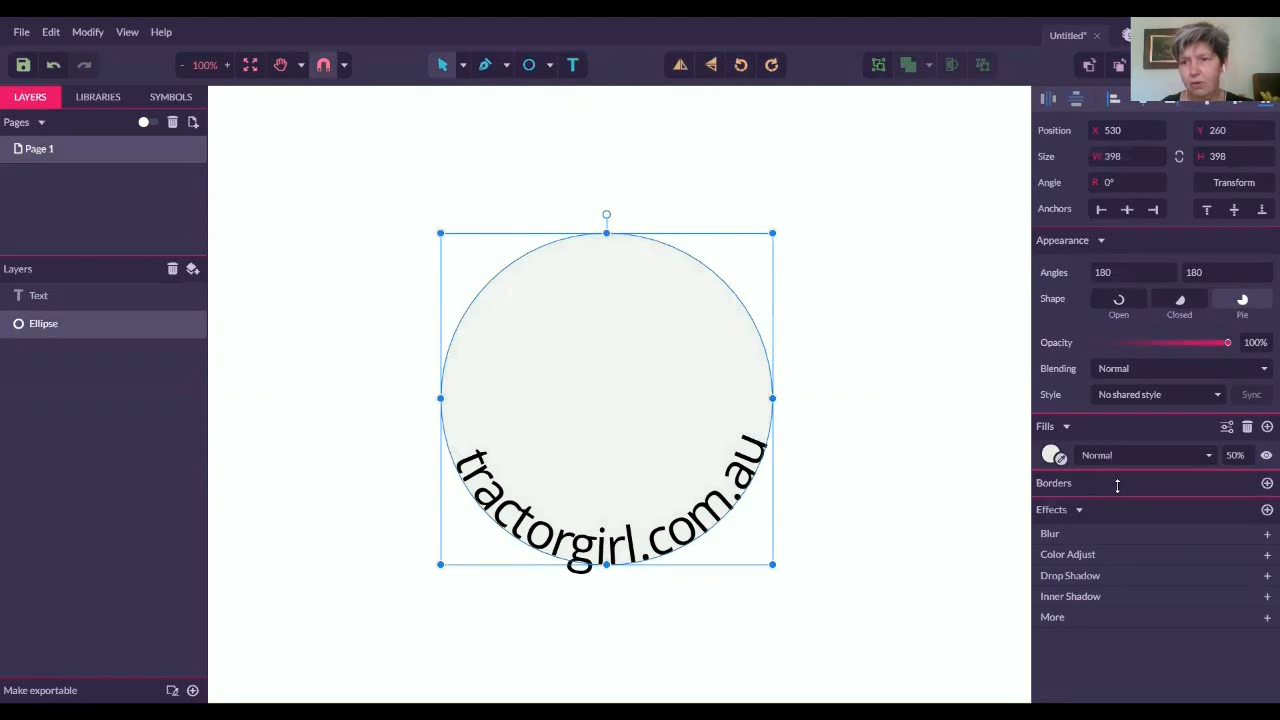 File Edit Modify View Help
Untitled* ×
- 100% +
T
LAYERS LIBRARIES SYMBOLS
Pages
Page 1
Layers
T Text
Ellipse
Make exportable
tractorgirl.com.au
Position X 530 Y 260
Size W 398 H 398
Angle R 0° Transform
Anchors
Appearance
Angles 180 180
Shape
Open Closed Pie
Opacity 100%
Blending Normal
Style No shared style Sync
Fills
Normal 50%
Borders
Effects
Blur +
Color Adjust +
Drop Shadow +
Inner Shadow +
More +